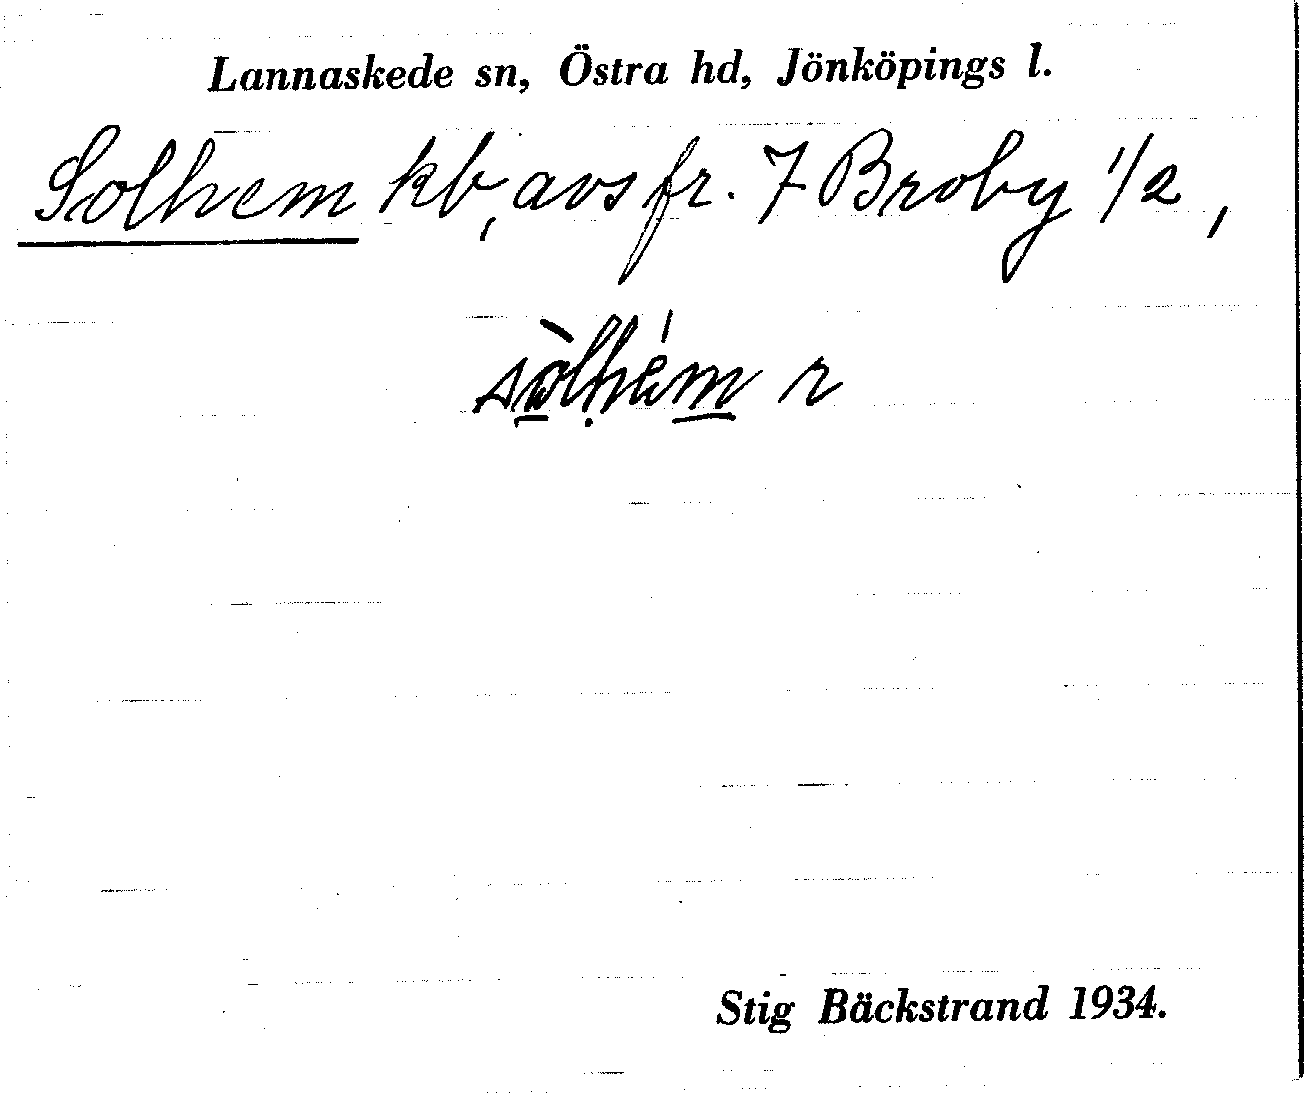 Lannaskede sn, Östra hd, Jönköpings l.
Solhem kb, avs fr. 7 Broby 1/2,
sòlhém r
Stig Bäckstrand 1934.